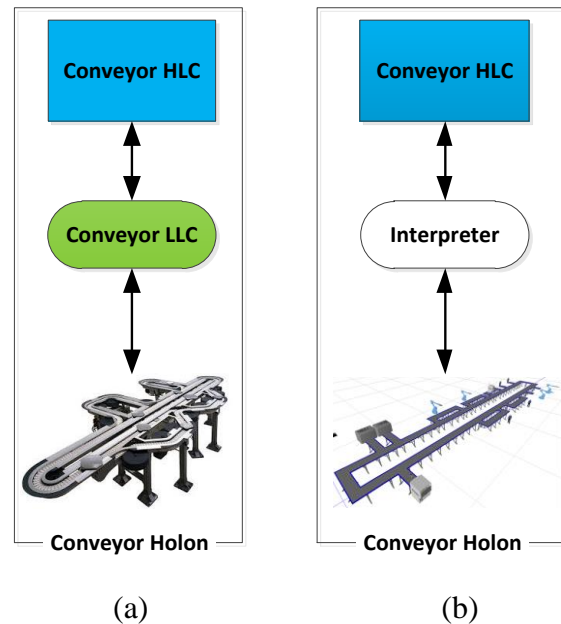 Conveyor HLC
Conveyor LLC
Conveyor Holon
(a)
Conveyor HLC
Interpreter
Conveyor Holon
(b)